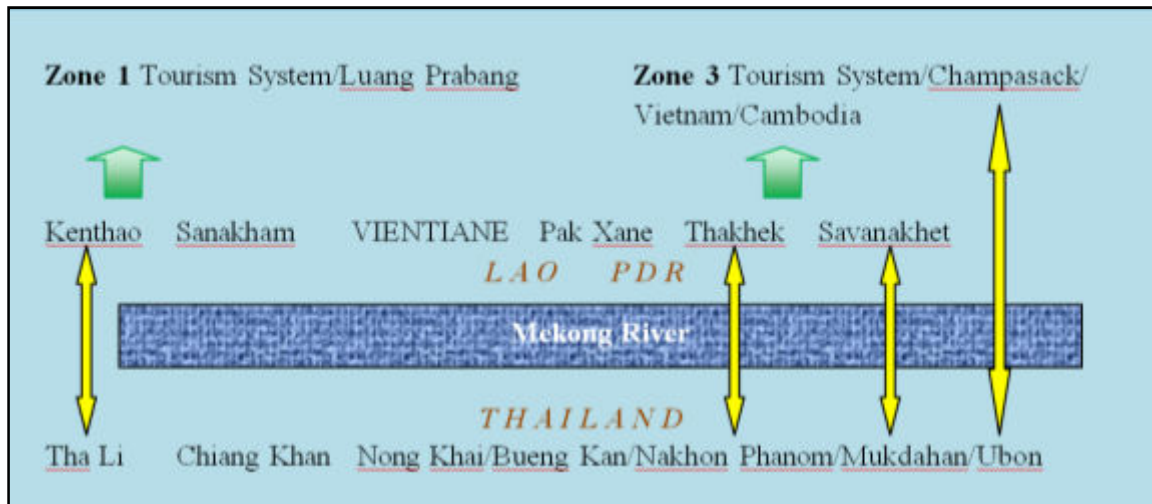 Zone 1 Tourism System/Luang Prabang
Zone 3 Tourism System/Champasack/
Vietnam/Cambodia
Kenthao Sanakham VIENTIANE Pak Xane Thakhek Savanakhet
LAO PDR
Mekong River
THAILAND
Tha Li Chiang Khan Nong Khai/Bueng Kan/Nakhon Phanom/Mukdahan/Ubon